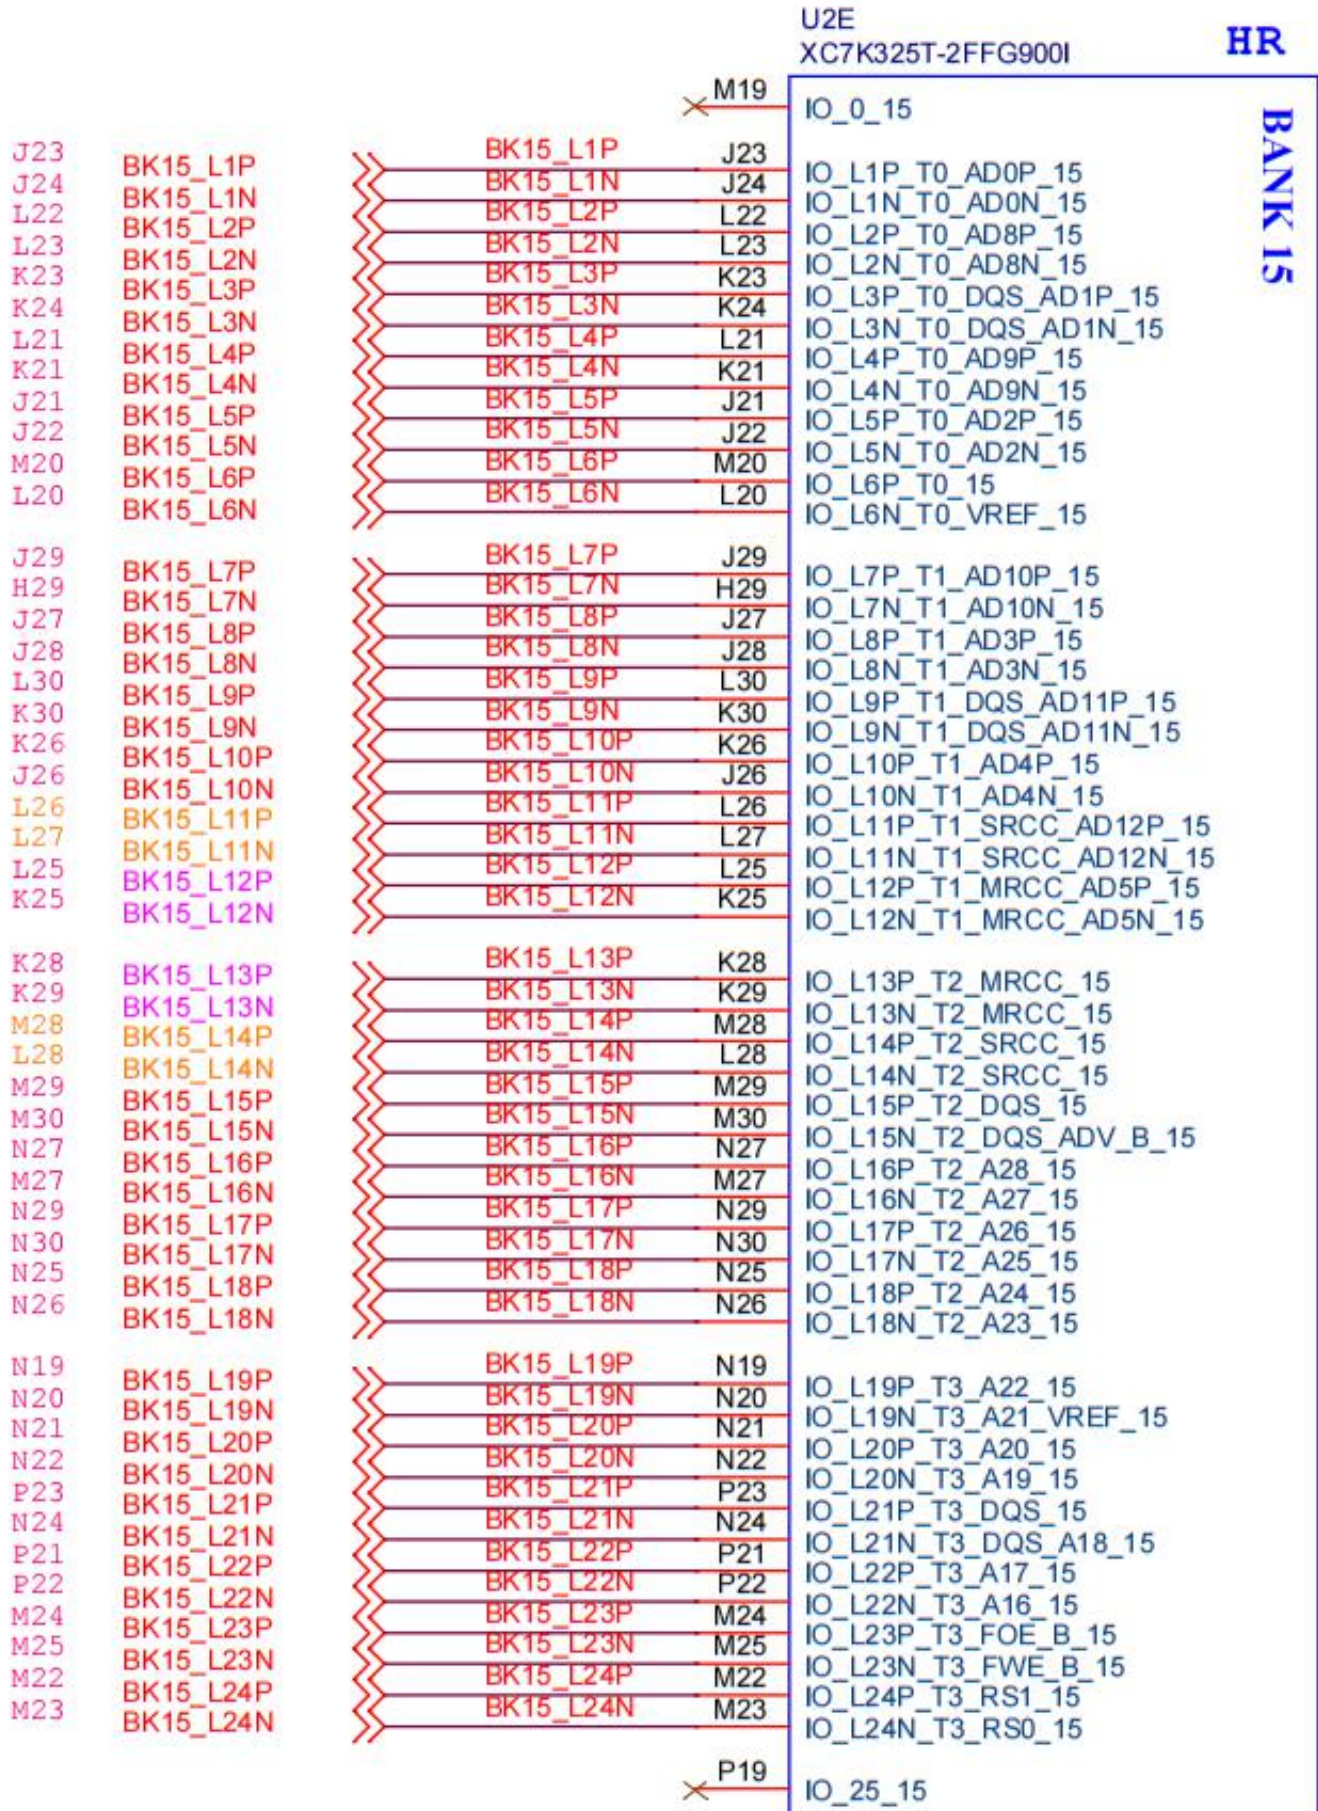 U2E
XC7K325T-2FFG900I HR
BANK 15
M19 IO_0_15
J23 BK15_L1P BK15_L1P J23 IO_L1P_T0_AD0P_15
J24 BK15_L1N BK15_L1N J24 IO_L1N_T0_AD0N_15
L22 BK15_L2P BK15_L2P L22 IO_L2P_T0_AD8P_15
L23 BK15_L2N BK15_L2N L23 IO_L2N_T0_AD8N_15
K23 BK15_L3P BK15_L3P K23 IO_L3P_T0_DQS_AD1P_15
K24 BK15_L3N BK15_L3N K24 IO_L3N_T0_DQS_AD1N_15
L21 BK15_L4P BK15_L4P L21 IO_L4P_T0_AD9P_15
K21 BK15_L4N BK15_L4N K21 IO_L4N_T0_AD9N_15
J21 BK15_L5P BK15_L5P J21 IO_L5P_T0_AD2P_15
J22 BK15_L5N BK15_L5N J22 IO_L5N_T0_AD2N_15
M20 BK15_L6P BK15_L6P M20 IO_L6P_T0_15
L20 BK15_L6N BK15_L6N L20 IO_L6N_T0_VREF_15
J29 BK15_L7P BK15_L7P J29 IO_L7P_T1_AD10P_15
H29 BK15_L7N BK15_L7N H29 IO_L7N_T1_AD10N_15
J27 BK15_L8P BK15_L8P J27 IO_L8P_T1_AD3P_15
J28 BK15_L8N BK15_L8N J28 IO_L8N_T1_AD3N_15
L30 BK15_L9P BK15_L9P L30 IO_L9P_T1_DQS_AD11P_15
K30 BK15_L9N BK15_L9N K30 IO_L9N_T1_DQS_AD11N_15
K26 BK15_L10P BK15_L10P K26 IO_L10P_T1_AD4P_15
J26 BK15_L10N BK15_L10N J26 IO_L10N_T1_AD4N_15
L26 BK15_L11P BK15_L11P L26 IO_L11P_T1_SRCC_AD12P_15
L27 BK15_L11N BK15_L11N L27 IO_L11N_T1_SRCC_AD12N_15
L25 BK15_L12P BK15_L12P L25 IO_L12P_T1_MRCC_AD5P_15
K25 BK15_L12N BK15_L12N K25 IO_L12N_T1_MRCC_AD5N_15
K28 BK15_L13P BK15_L13P K28 IO_L13P_T2_MRCC_15
K29 BK15_L13N BK15_L13N K29 IO_L13N_T2_MRCC_15
M28 BK15_L14P BK15_L14P M28 IO_L14P_T2_SRCC_15
L28 BK15_L14N BK15_L14N L28 IO_L14N_T2_SRCC_15
M29 BK15_L15P BK15_L15P M29 IO_L15P_T2_DQS_15
M30 BK15_L15N BK15_L15N M30 IO_L15N_T2_DQS_ADV_B_15
N27 BK15_L16P BK15_L16P N27 IO_L16P_T2_A28_15
M27 BK15_L16N BK15_L16N M27 IO_L16N_T2_A27_15
N29 BK15_L17P BK15_L17P N29 IO_L17P_T2_A26_15
N30 BK15_L17N BK15_L17N N30 IO_L17N_T2_A25_15
N25 BK15_L18P BK15_L18P N25 IO_L18P_T2_A24_15
N26 BK15_L18N BK15_L18N N26 IO_L18N_T2_A23_15
N19 BK15_L19P BK15_L19P N19 IO_L19P_T3_A22_15
N20 BK15_L19N BK15_L19N N20 IO_L19N_T3_A21_VREF_15
N21 BK15_L20P BK15_L20P N21 IO_L20P_T3_A20_15
N22 BK15_L20N BK15_L20N N22 IO_L20N_T3_A19_15
P23 BK15_L21P BK15_L21P P23 IO_L21P_T3_DQS_15
N24 BK15_L21N BK15_L21N N24 IO_L21N_T3_DQS_A18_15
P21 BK15_L22P BK15_L22P P21 IO_L22P_T3_A17_15
P22 BK15_L22N BK15_L22N P22 IO_L22N_T3_A16_15
M24 BK15_L23P BK15_L23P M24 IO_L23P_T3_FOE_B_15
M25 BK15_L23N BK15_L23N M25 IO_L23N_T3_FWE_B_15
M22 BK15_L24P BK15_L24P M22 IO_L24P_T3_RS1_15
M23 BK15_L24N BK15_L24N M23 IO_L24N_T3_RS0_15
P19 IO_25_15